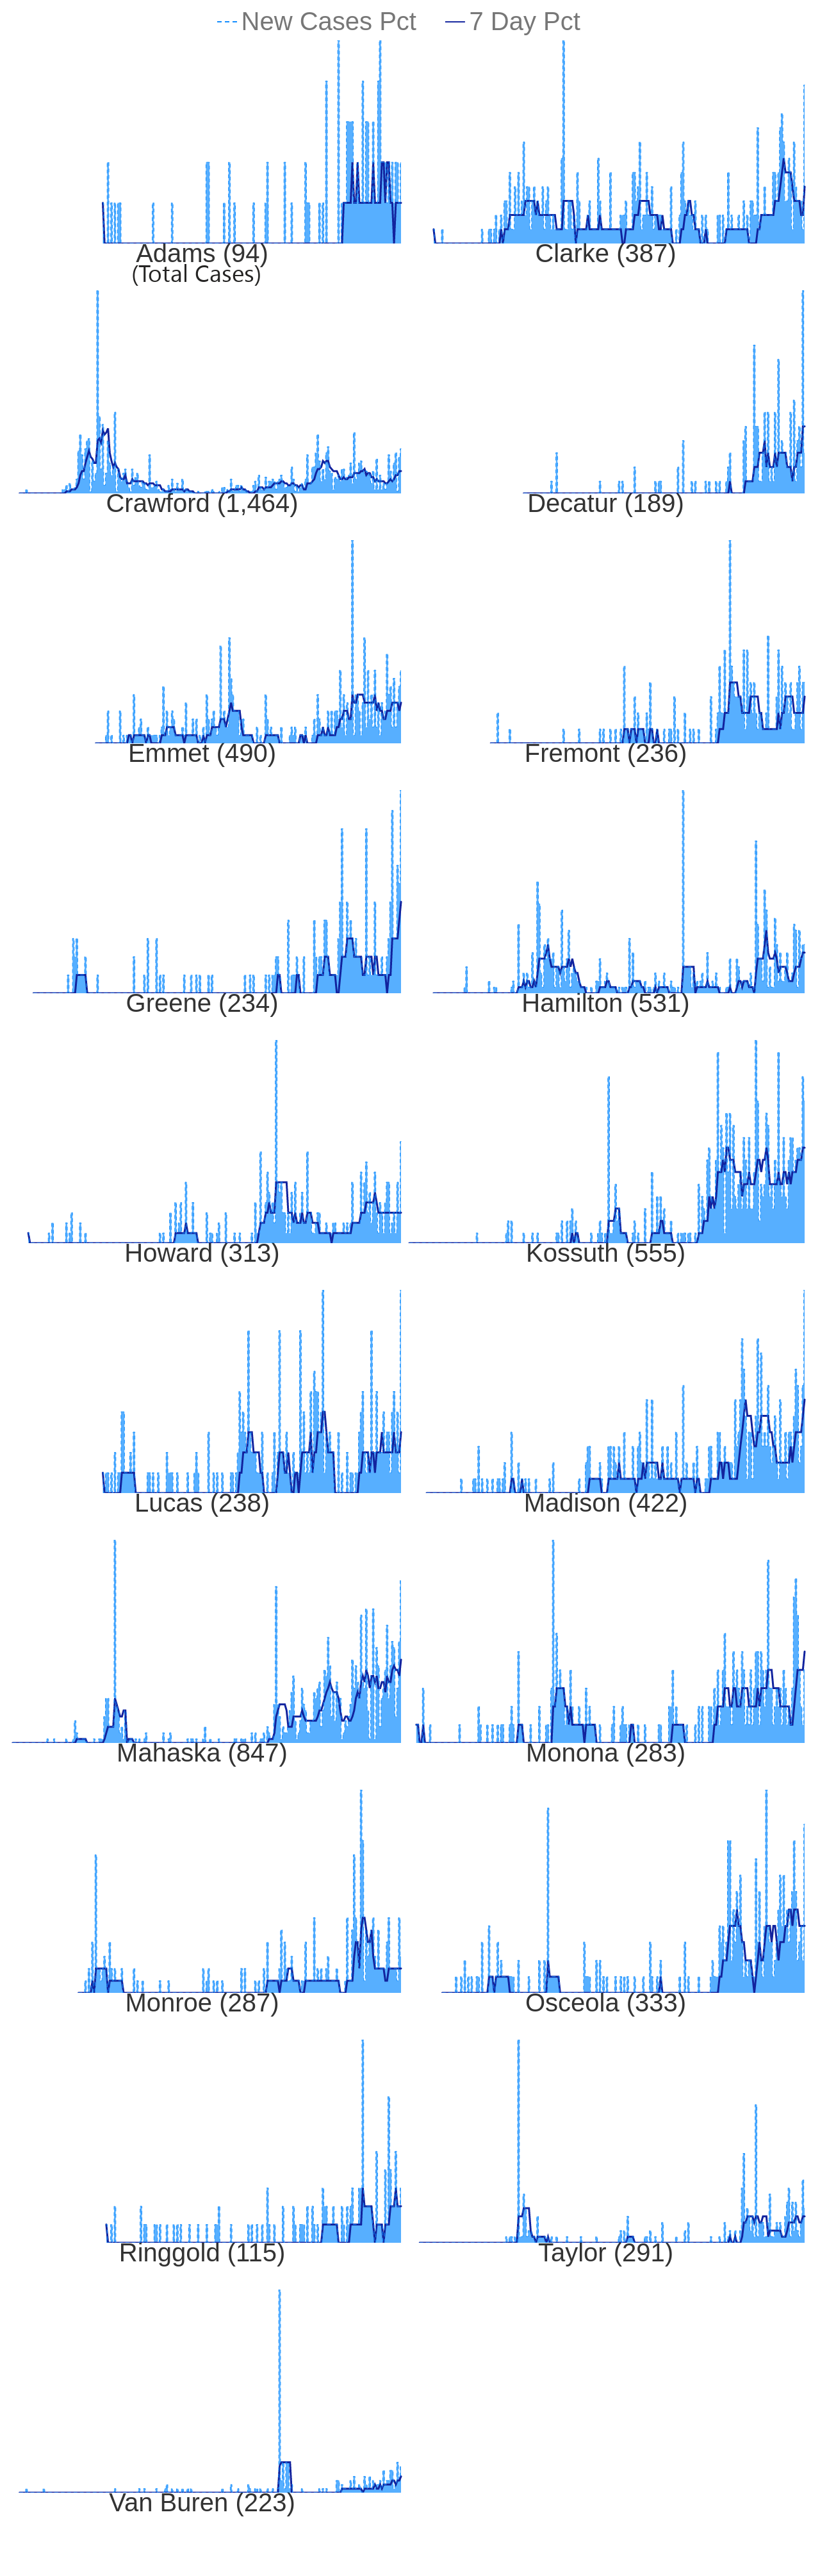 New Cases Pct 7 Day Pct
Adams (94) Clarke (387)
(Total Cases)
Crawford (1,464) Decatur (189)
Emmet (490) Fremont (236)
Greene (234) Hamilton (531)
Howard (313) Kossuth (555)
Lucas (238) Madison (422)
Mahaska (847) Monona (283)
Monroe (287) Osceola (333)
Ringgold (115) Taylor (291)
Van Buren (223)